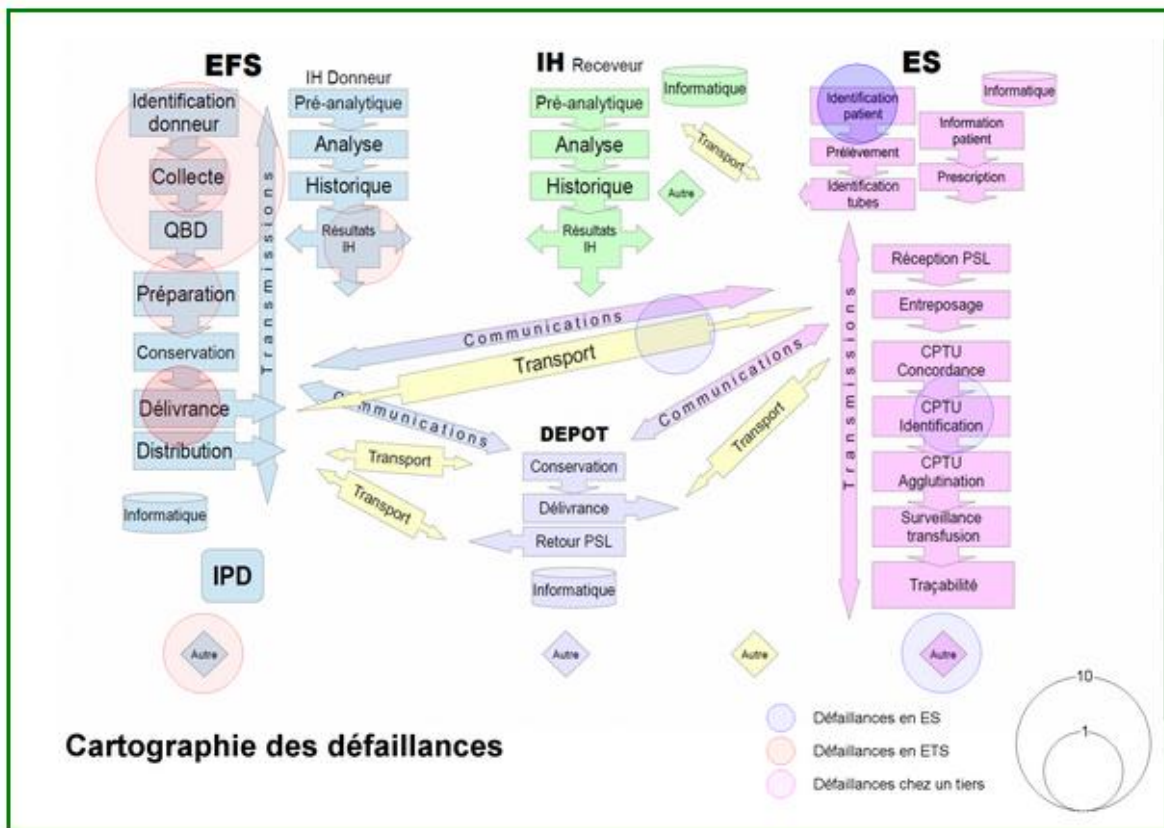 EFS
Identification
donneur
Collecte
QBD
Préparation
Conservation
Délivrance
Distribution
Informatique
IPD
Autre
Transmissions
IH Donneur
Pré-analytique
Analyse
Historique
Résultats
IH
IH Receveur
Pré-analytique
Analyse
Historique
Résultats
IH
Informatique
Transport
Autre
ES
Identification
patient
Prélèvement
Identification
tubes
Informatique
Information
patient
Prescription
Transmissions
Réception PSL
Entreposage
CPTU
Concordance
CPTU
Identification
CPTU
Agglutination
Surveillance
transfusion
Traçabilité
Autre
Communications
Transport
Communications
Communications
Transport
Transport
Transport
DEPOT
Conservation
Délivrance
Retour PSL
Informatique
Autre
Autre
Cartographie des défaillances
Défaillances en ES
Défaillances en ETS
Défaillances chez un tiers
10
1